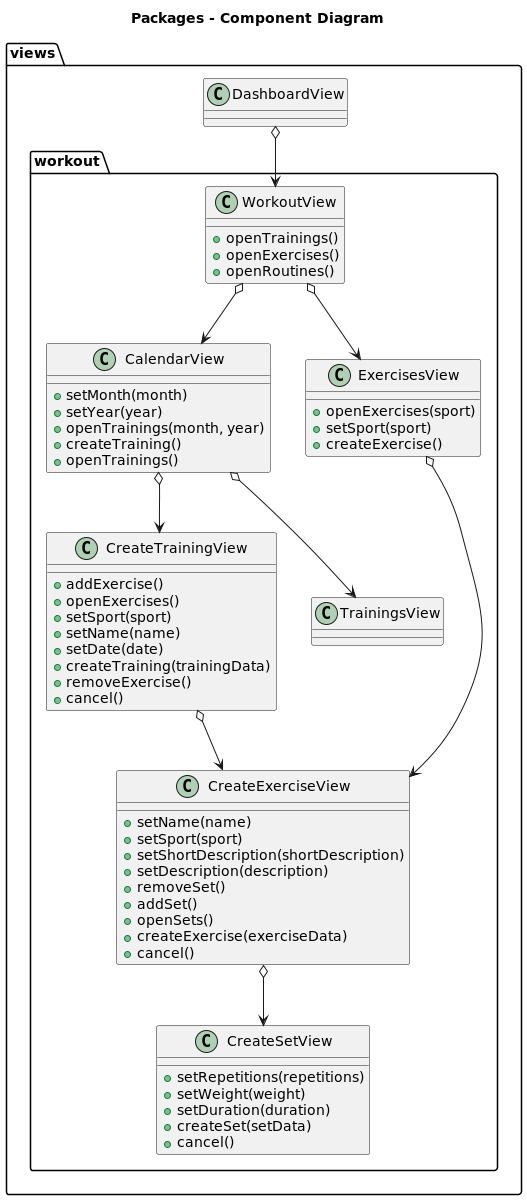 Packages - Component Diagram
views
C DashboardView
workout
C WorkoutView
openTrainings()
openExercises()
openRoutines()
C CalendarView
setMonth(month)
setYear(year)
openTrainings(month, year)
createTraining()
openTrainings()
C ExercisesView
openExercises(sport)
setSport(sport)
createExercise()
C CreateTrainingView
addExercise()
openExercises()
setSport(sport)
setName(name)
setDate(date)
createTraining(trainingData)
removeExercise()
cancel()
C TrainingsView
C CreateExerciseView
setName(name)
setSport(sport)
setShortDescription(shortDescription)
setDescription(description)
removeSet()
addSet()
openSets()
createExercise(exerciseData)
cancel()
C CreateSetView
setRepetitions(repetitions)
setWeight(weight)
setDuration(duration)
createSet(setData)
cancel()